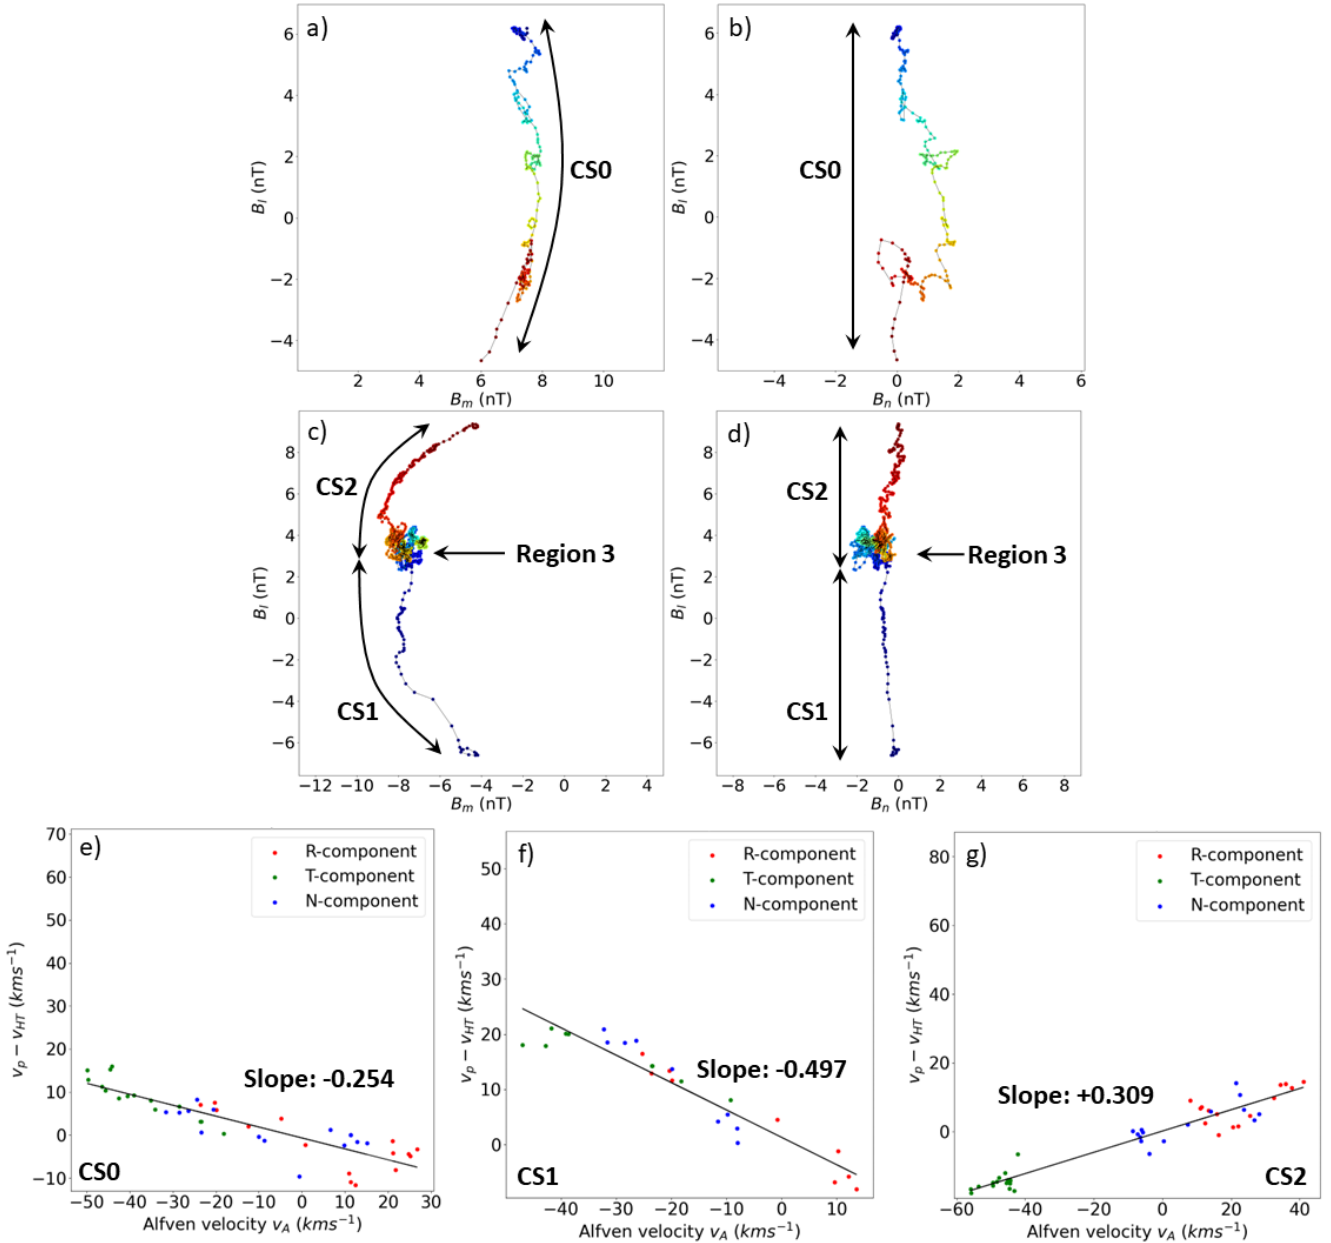 a)
6
4
2
0
−2
−4
B_l (nT)
2 4 6 8 10
B_m (nT)
CS0
b)
6
4
2
0
−2
−4
B_l (nT)
−4 −2 0 2 4 6
B_n (nT)
CS0
c)
8
6
4
2
0
−2
−4
−6
B_l (nT)
−12 −10 −8 −6 −4 −2 0 2 4
B_m (nT)
CS2
Region 3
CS1
d)
8
6
4
2
0
−2
−4
−6
B_l (nT)
−8 −6 −4 −2 0 2 4 6 8
B_n (nT)
CS2
Region 3
CS1
e)
70
60
50
40
30
20
10
0
−10
v_p − v_HT (kms⁻¹)
R-component
T-component
N-component
Slope: -0.254
CS0
−50 −40 −30 −20 −10 0 10 20 30
Alfven velocity v_A (kms⁻¹)
f)
50
40
30
20
10
0
v_p − v_HT (kms⁻¹)
R-component
T-component
N-component
Slope: -0.497
CS1
−40 −30 −20 −10 0 10
Alfven velocity v_A (kms⁻¹)
g)
80
60
40
20
0
−20
v_p − v_HT (kms⁻¹)
R-component
T-component
N-component
Slope: +0.309
CS2
−60 −40 −20 0 20 40
Alfven velocity v_A (kms⁻¹)